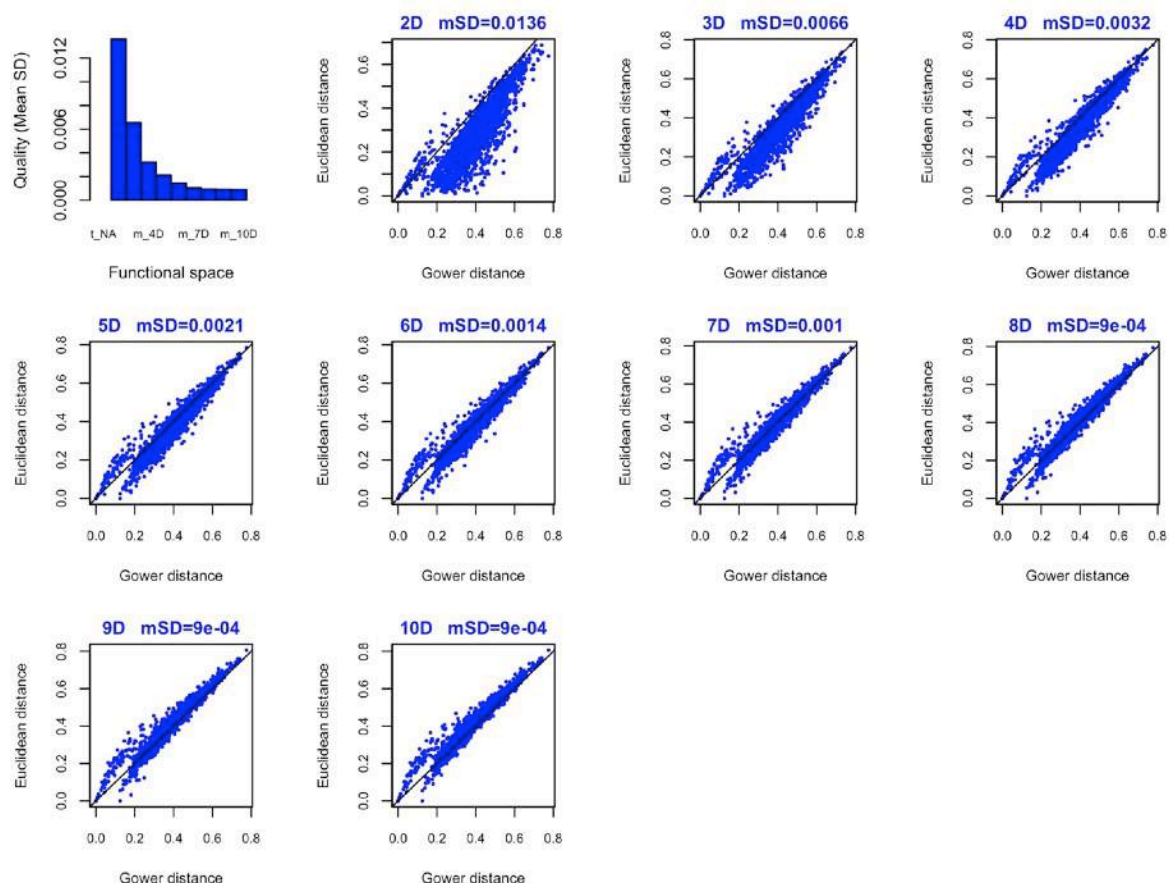 Quality (Mean SD)
0.000 0.006 0.012
t_NA m_4D m_7D m_10D
Functional space
2D mSD=0.0136
Euclidean distance
0.0 0.2 0.4 0.6
0.0 0.2 0.4 0.6 0.8
Gower distance
3D mSD=0.0066
Euclidean distance
0.0 0.2 0.4 0.6 0.8
0.0 0.2 0.4 0.6 0.8
Gower distance
4D mSD=0.0032
Euclidean distance
0.0 0.2 0.4 0.6 0.8
0.0 0.2 0.4 0.6 0.8
Gower distance
5D mSD=0.0021
Euclidean distance
0.0 0.2 0.4 0.6 0.8
0.0 0.2 0.4 0.6 0.8
Gower distance
6D mSD=0.0014
Euclidean distance
0.0 0.2 0.4 0.6 0.8
0.0 0.2 0.4 0.6 0.8
Gower distance
7D mSD=0.001
Euclidean distance
0.0 0.2 0.4 0.6 0.8
0.0 0.2 0.4 0.6 0.8
Gower distance
8D mSD=9e-04
Euclidean distance
0.0 0.2 0.4 0.6 0.8
0.0 0.2 0.4 0.6 0.8
Gower distance
9D mSD=9e-04
Euclidean distance
0.0 0.2 0.4 0.6 0.8
0.0 0.2 0.4 0.6 0.8
Gower distance
10D mSD=9e-04
Euclidean distance
0.0 0.2 0.4 0.6 0.8
0.0 0.2 0.4 0.6 0.8
Gower distance